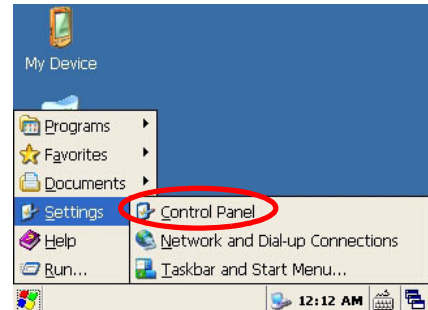 My Device
Programs
Favorites
Documents
Settings
Control Panel
Help
Network and Dial-up Connections
Run...
Taskbar and Start Menu...
12:12 AM